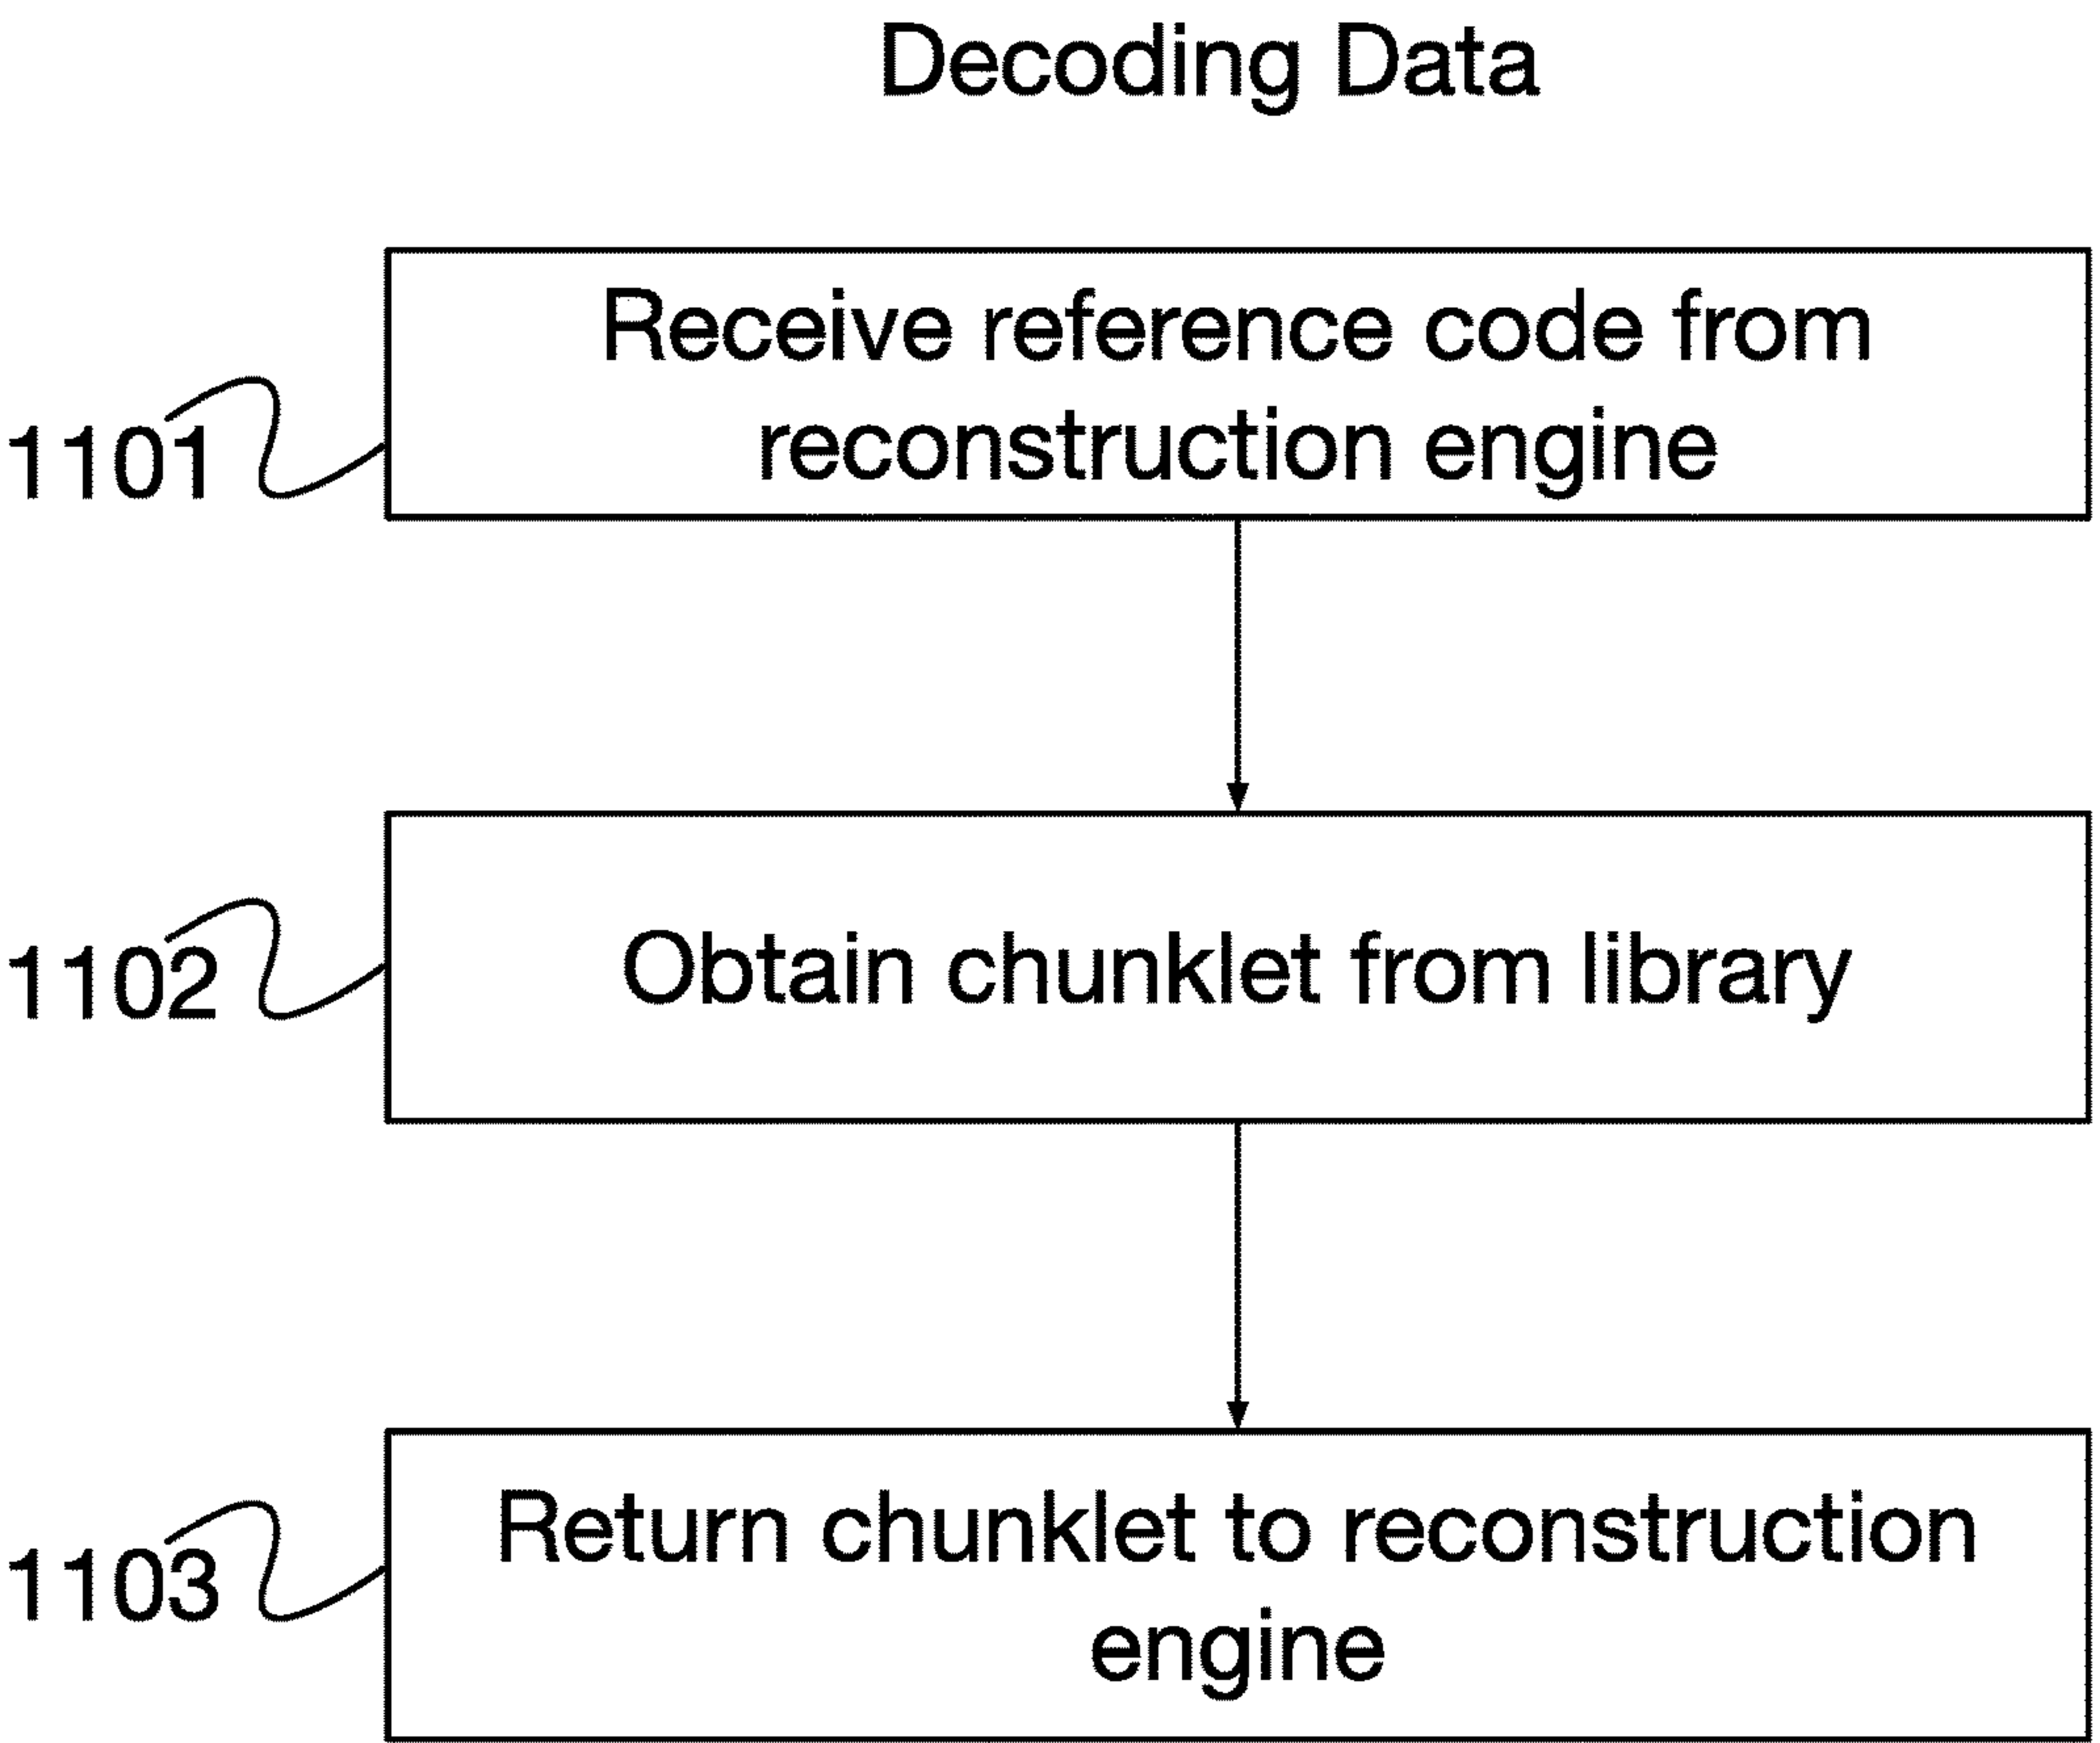 Decoding Data
Receive reference code from
reconstruction engine
1101
Obtain chunklet from library
1102
Return chunklet to reconstruction
engine
1103